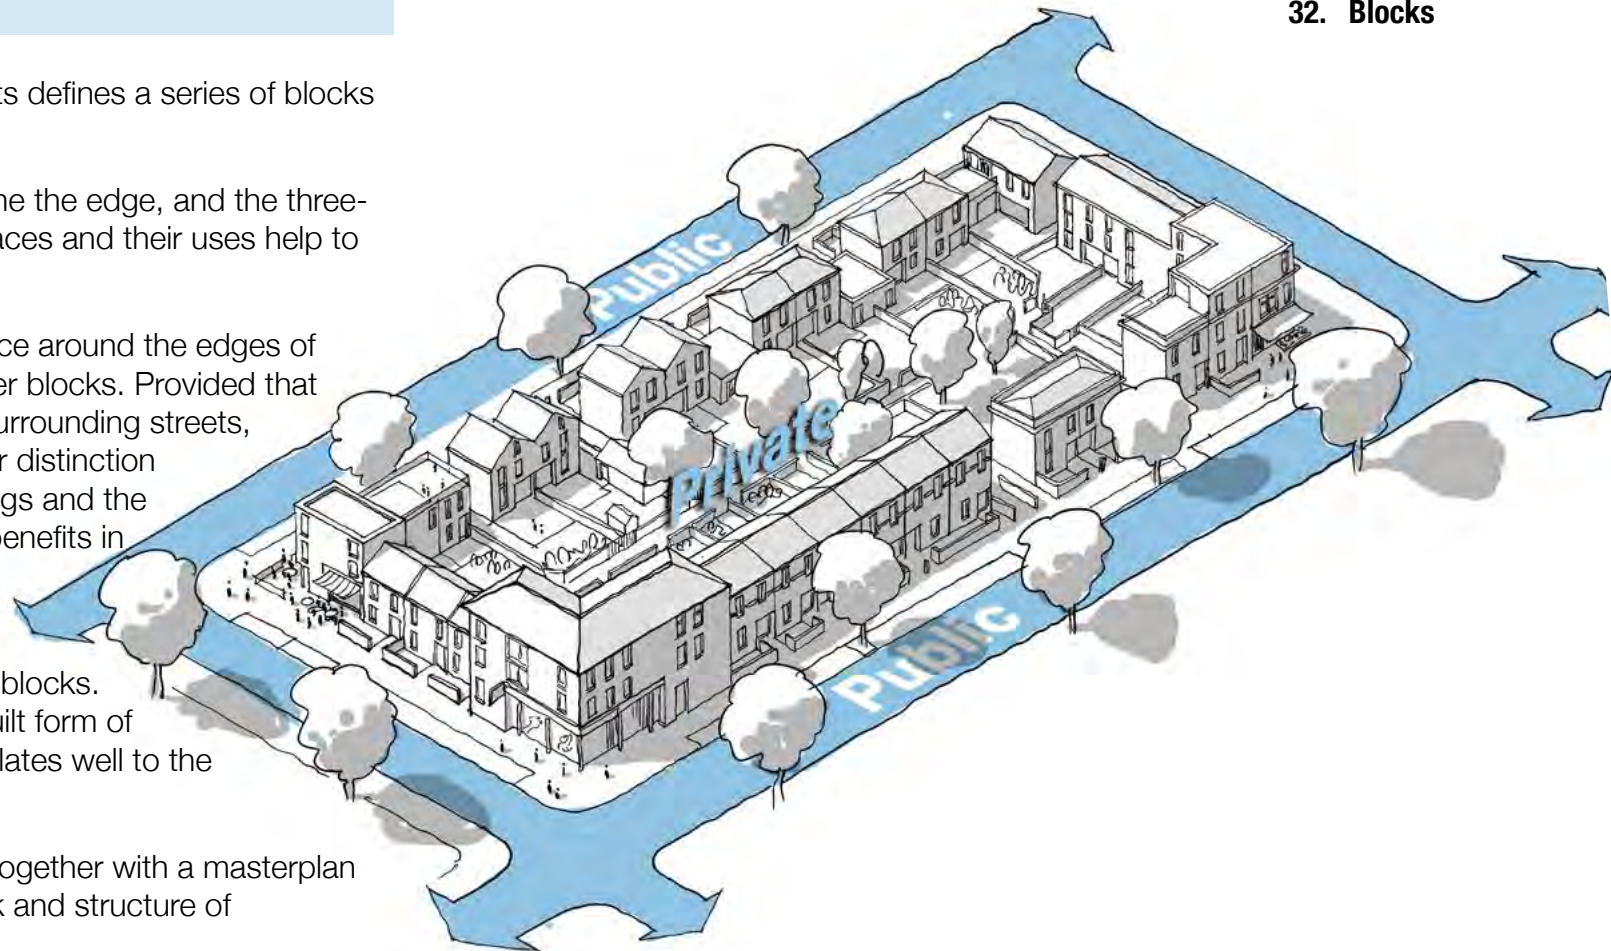 ts defines a series of blocks
ne the edge, and the three-
aces and their uses help to
ce around the edges of
er blocks. Provided that
urrounding streets,
r distinction
gs and the
benefits in
blocks.
uilt form of
lates well to the
ogether with a masterplan
k and structure of
32. Blocks
Public
Private
Public